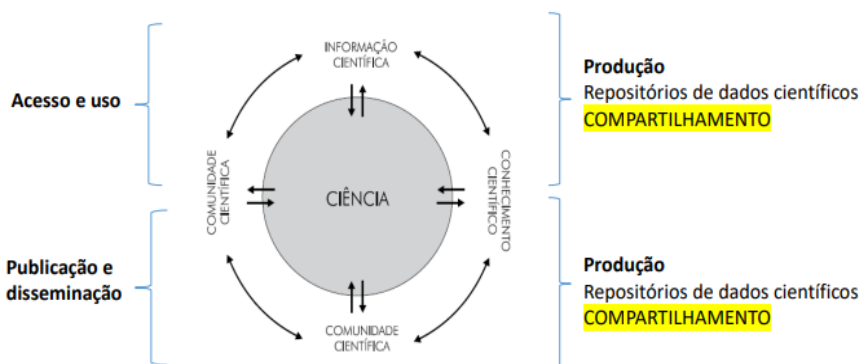 INFORMAÇÃO
CIENTÍFICA
Acesso e uso
Produção
Repositórios de dados científicos
COMPARTILHAMENTO
COMUNIDADE
CIENTÍFICA
CIÊNCIA
CONHECIMENTO
CIENTÍFICO
Publicação e
disseminação
Produção
Repositórios de dados científicos
COMPARTILHAMENTO
COMUNIDADE
CIENTÍFICA